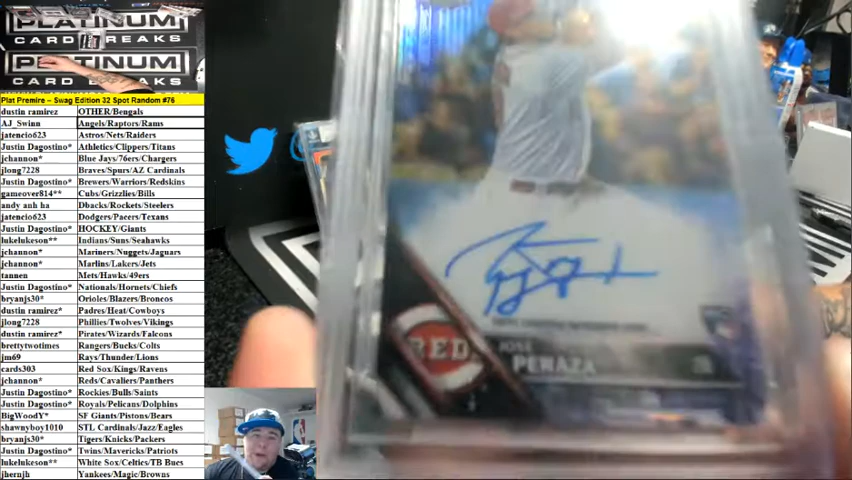 PLATINUM
CARD BREAKS
PLATINUM
CARD BREAKS
Plat Premire – Swag Edition 32 Spot Random #76
dustin ramirez OTHER/Bengals
AJ_Swinn Angels/Raptors/Rams
jatencio623 Astros/Nets/Raiders
Justin Dagostino* Athletics/Clippers/Titans
jchannon* Blue Jays/76ers/Chargers
jlong7228 Braves/Spurs/AZ Cardinals
Justin Dagostino* Brewers/Warriors/Redskins
gameover814** Cubs/Grizzlies/Bills
andy anh ha Dbacks/Rockets/Steelers
jatencio623 Dodgers/Pacers/Texans
Justin Dagostino* HOCKEY/Giants
lukelukeson** Indians/Suns/Seahawks
jchannon* Mariners/Nuggets/Jaguars
jchannon* Marlins/Lakers/Jets
tannen Mets/Hawks/49ers
Justin Dagostino* Nationals/Hornets/Chiefs
bryanjs30* Orioles/Blazers/Broncos
dustin ramirez* Padres/Heat/Cowboys
jlong7228 Phillies/Twolves/Vikings
dustin ramirez* Pirates/Wizards/Falcons
brettytwotimes Rangers/Bucks/Colts
jm69 Rays/Thunder/Lions
cards303 Red Sox/Kings/Ravens
jchannon* Reds/Cavaliers/Panthers
Justin Dagostino* Rockies/Bulls/Saints
Justin Dagostino* Royals/Pelicans/Dolphins
BigWoodY* SF Giants/Pistons/Bears
shawnyboy1010 STL Cardinals/Jazz/Eagles
bryanjs30* Tigers/Knicks/Packers
Justin Dagostino* Twins/Mavericks/Patriots
lukelukeson** White Sox/Celtics/TB Bucs
jhernjh Yankees/Magic/Browns
REDS
JOSE
PERAZA